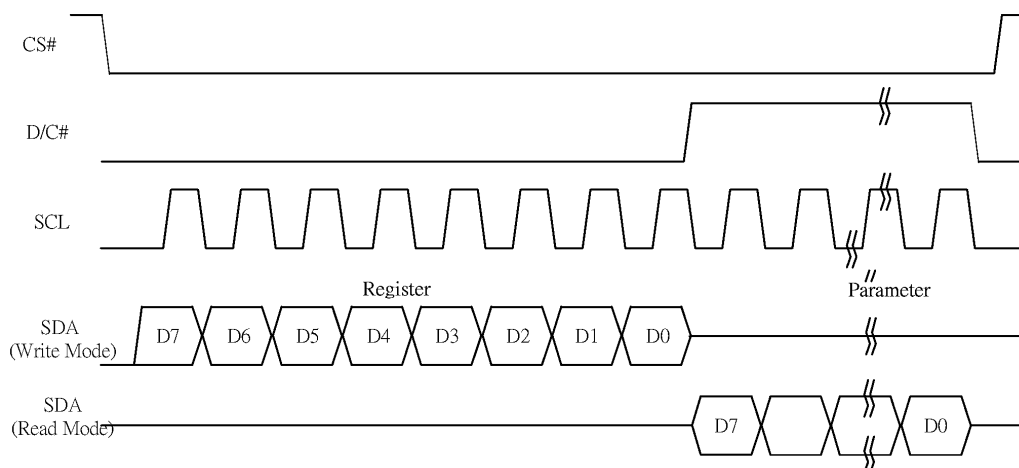 CS#
D/C#
SCL
Register
Parameter
SDA
(Write Mode)
D7 D6 D5 D4 D3 D2 D1 D0
SDA
(Read Mode)
D7 D0